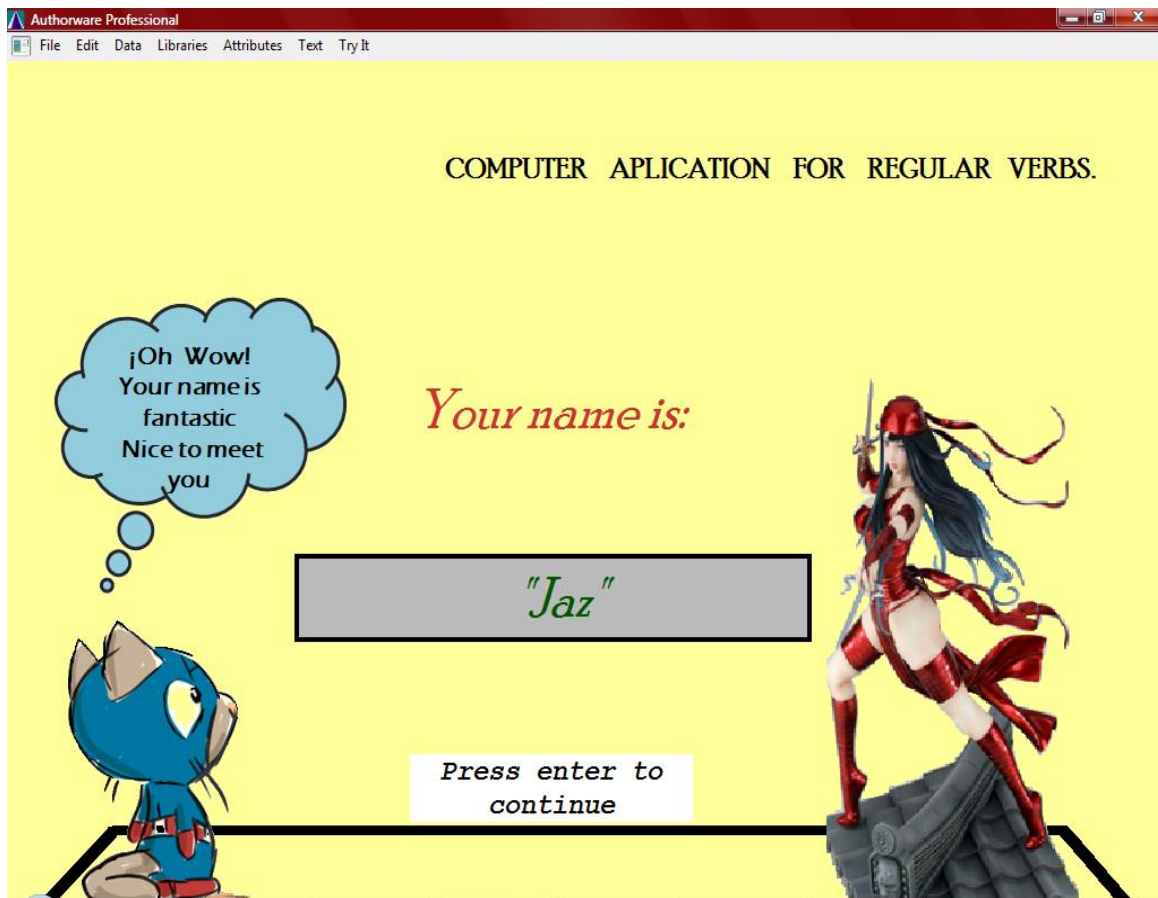 Authorware Professional
File Edit Data Libraries Attributes Text Try It
COMPUTER APLICATION FOR REGULAR VERBS.
¡Oh Wow!
Your name is
fantastic
Nice to meet
you
Your name is:
"Jaz"
Press enter to
continue